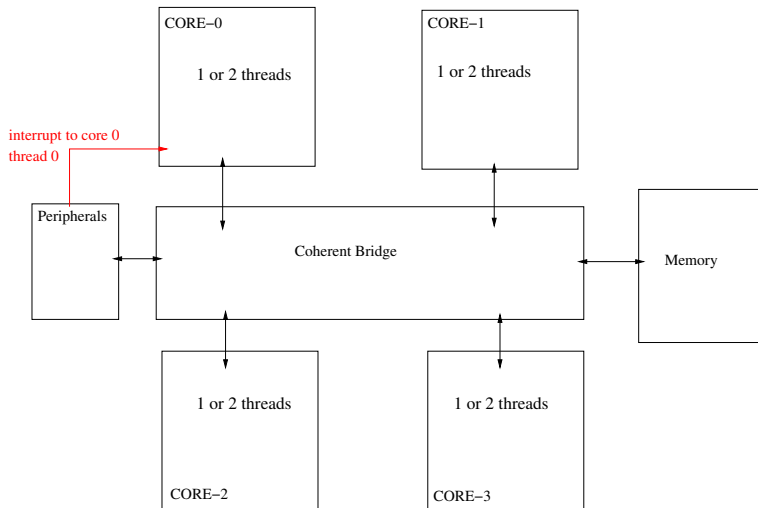 CORE−0
1 or 2 threads
CORE−1
1 or 2 threads
interrupt to core 0
thread 0
Peripherals
Coherent Bridge
Memory
1 or 2 threads
CORE−2
1 or 2 threads
CORE−3